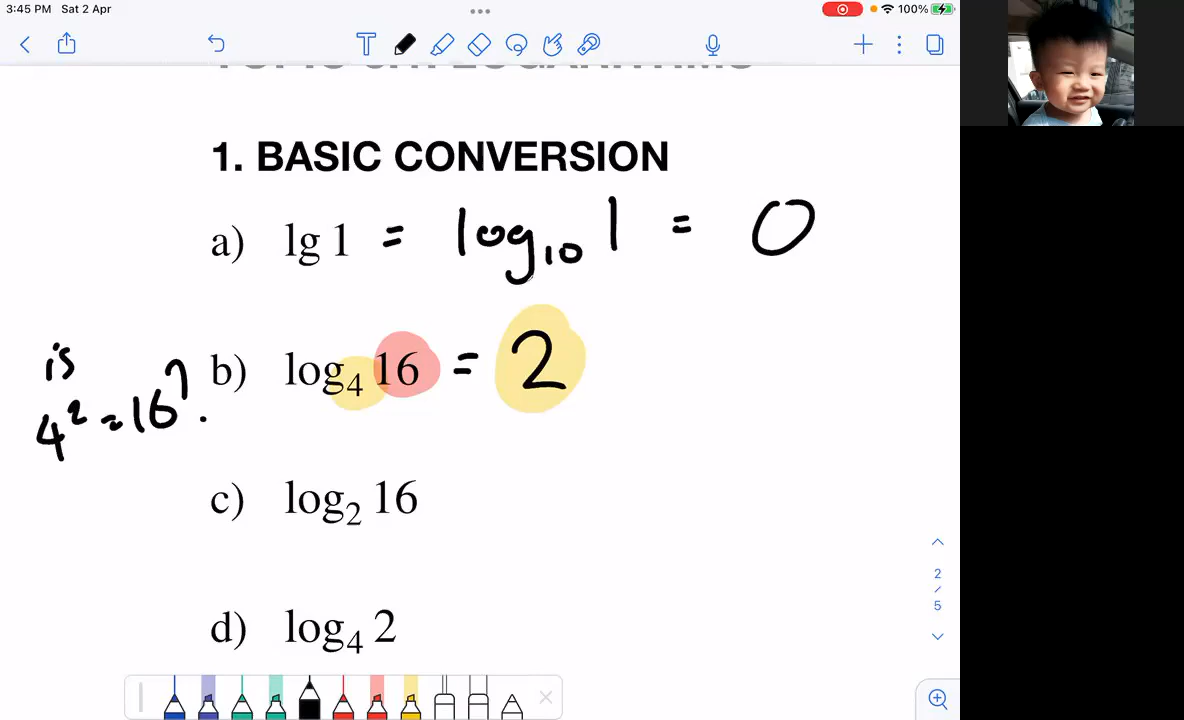 3:45 PM Sat 2 Apr
100%
1. BASIC CONVERSION
a) lg 1 = log₁₀ 1 = 0
b) log₄ 16 = 2
is
4² = 16 ?
c) log₂ 16
d) log₄ 2
2
/
5